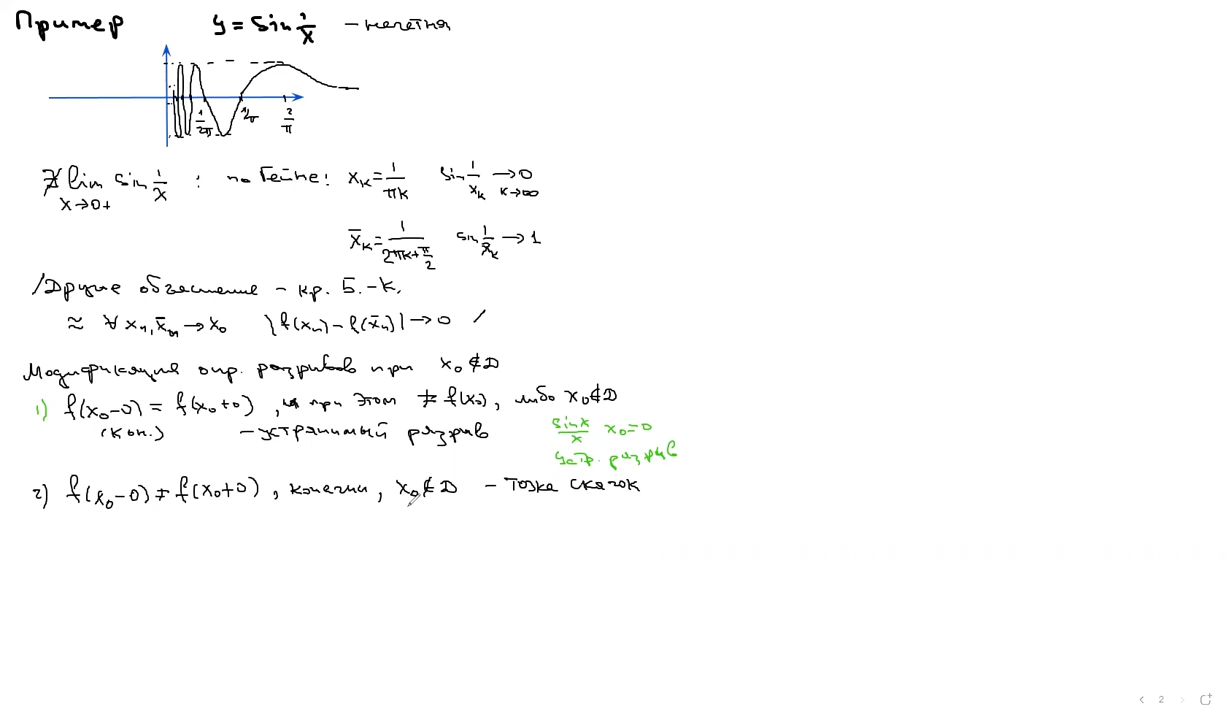 Пример y = sin 1/x – нечетная
1/2π 1/π 2/π
∄ lim x→0+ sin 1/x : по Гейне: x_k = 1/πk sin 1/x_k → 0 k→∞
x̄_k = 1/(2πk + π/2) sin 1/x̄_k → 1
/Другое объяснение – кр. Б.-К.
≈ ∀ x_n, x̄_n → x_0 |f(x_n) – f(x̄_n)| → 0 /
Модификация опр. разрывов при x_0 ∉ D
1) f(x_0–0) = f(x_0+0), при этом ≠ f(x_0), либо x_0 ∉ D
(кон.) – устранимый разрыв
sin x/x x_0=0
устр. разрыв
2) f(x_0–0) ≠ f(x_0+0), конечны, x_0 ∉ D – тоже скачок
2